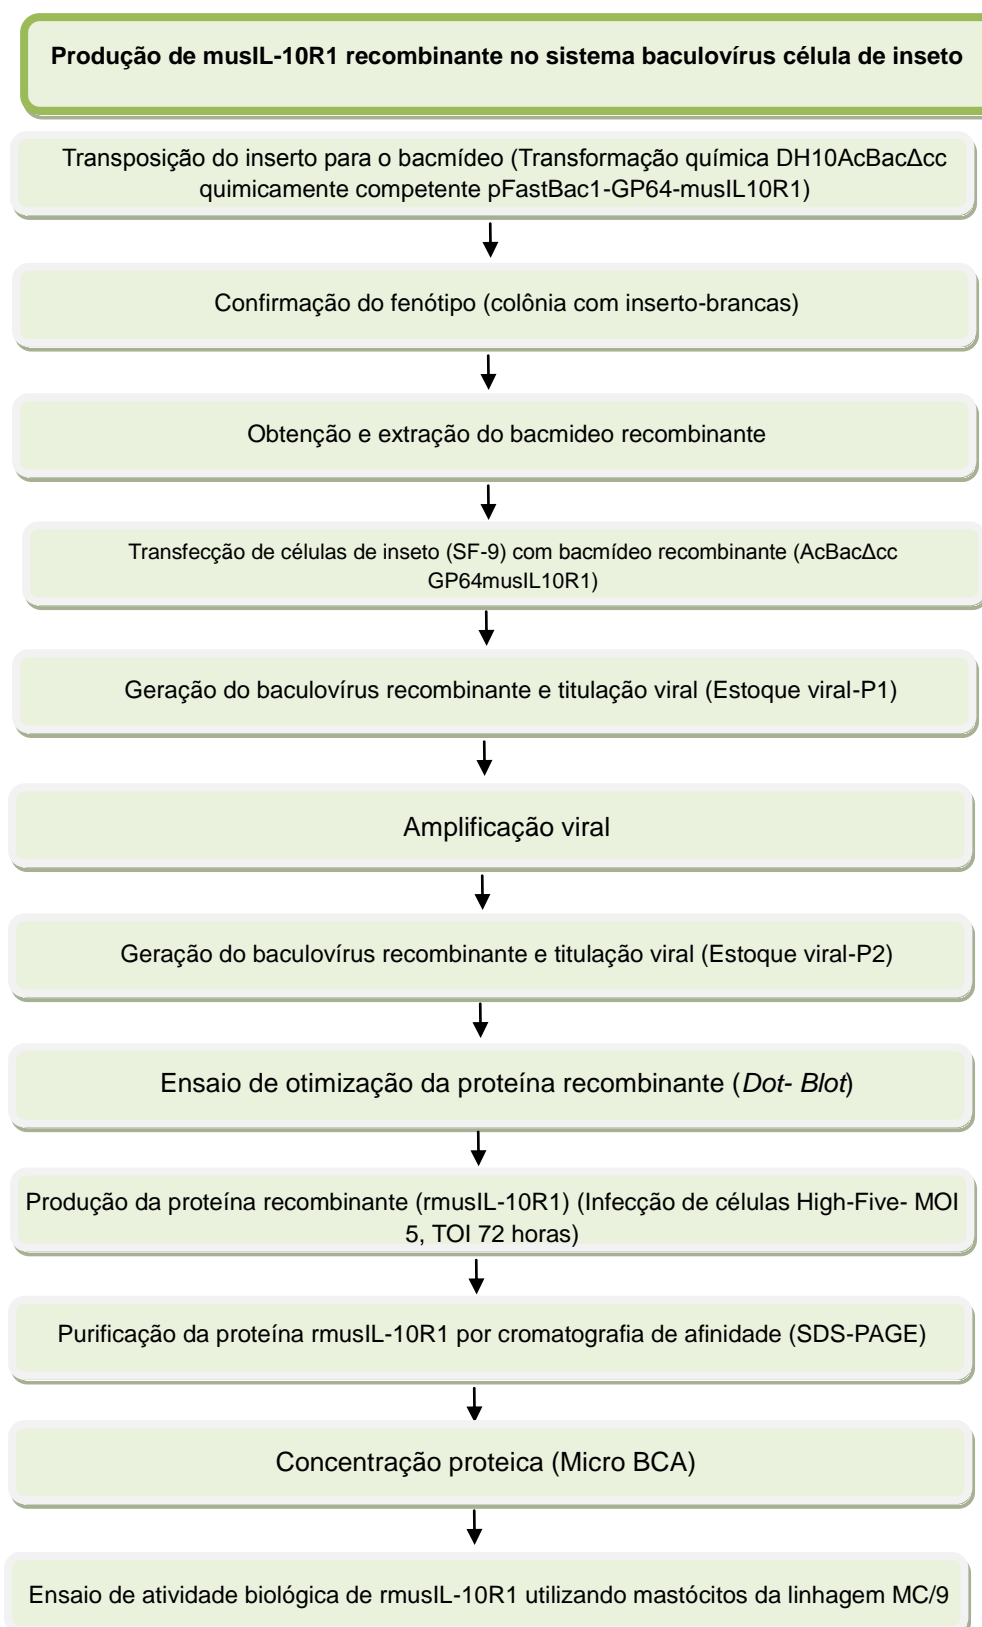 Produção de musIL-10R1 recombinante no sistema baculovírus célula de inseto
Transposição do inserto para o bacmídeo (Transformação química DH10AcBacΔcc
quimicamente competente pFastBac1-GP64-musIL10R1)
Confirmação do fenótipo (colônia com inserto-brancas)
Obtenção e extração do bacmideo recombinante
Transfecção de células de inseto (SF-9) com bacmídeo recombinante (AcBacΔcc
GP64musIL10R1)
Geração do baculovírus recombinante e titulação viral (Estoque viral-P1)
Amplificação viral
Geração do baculovírus recombinante e titulação viral (Estoque viral-P2)
Ensaio de otimização da proteína recombinante (Dot- Blot)
Produção da proteína recombinante (rmusIL-10R1) (Infecção de células High-Five- MOI
5, TOI 72 horas)
Purificação da proteína rmusIL-10R1 por cromatografia de afinidade (SDS-PAGE)
Concentração proteica (Micro BCA)
Ensaio de atividade biológica de rmusIL-10R1 utilizando mastócitos da linhagem MC/9